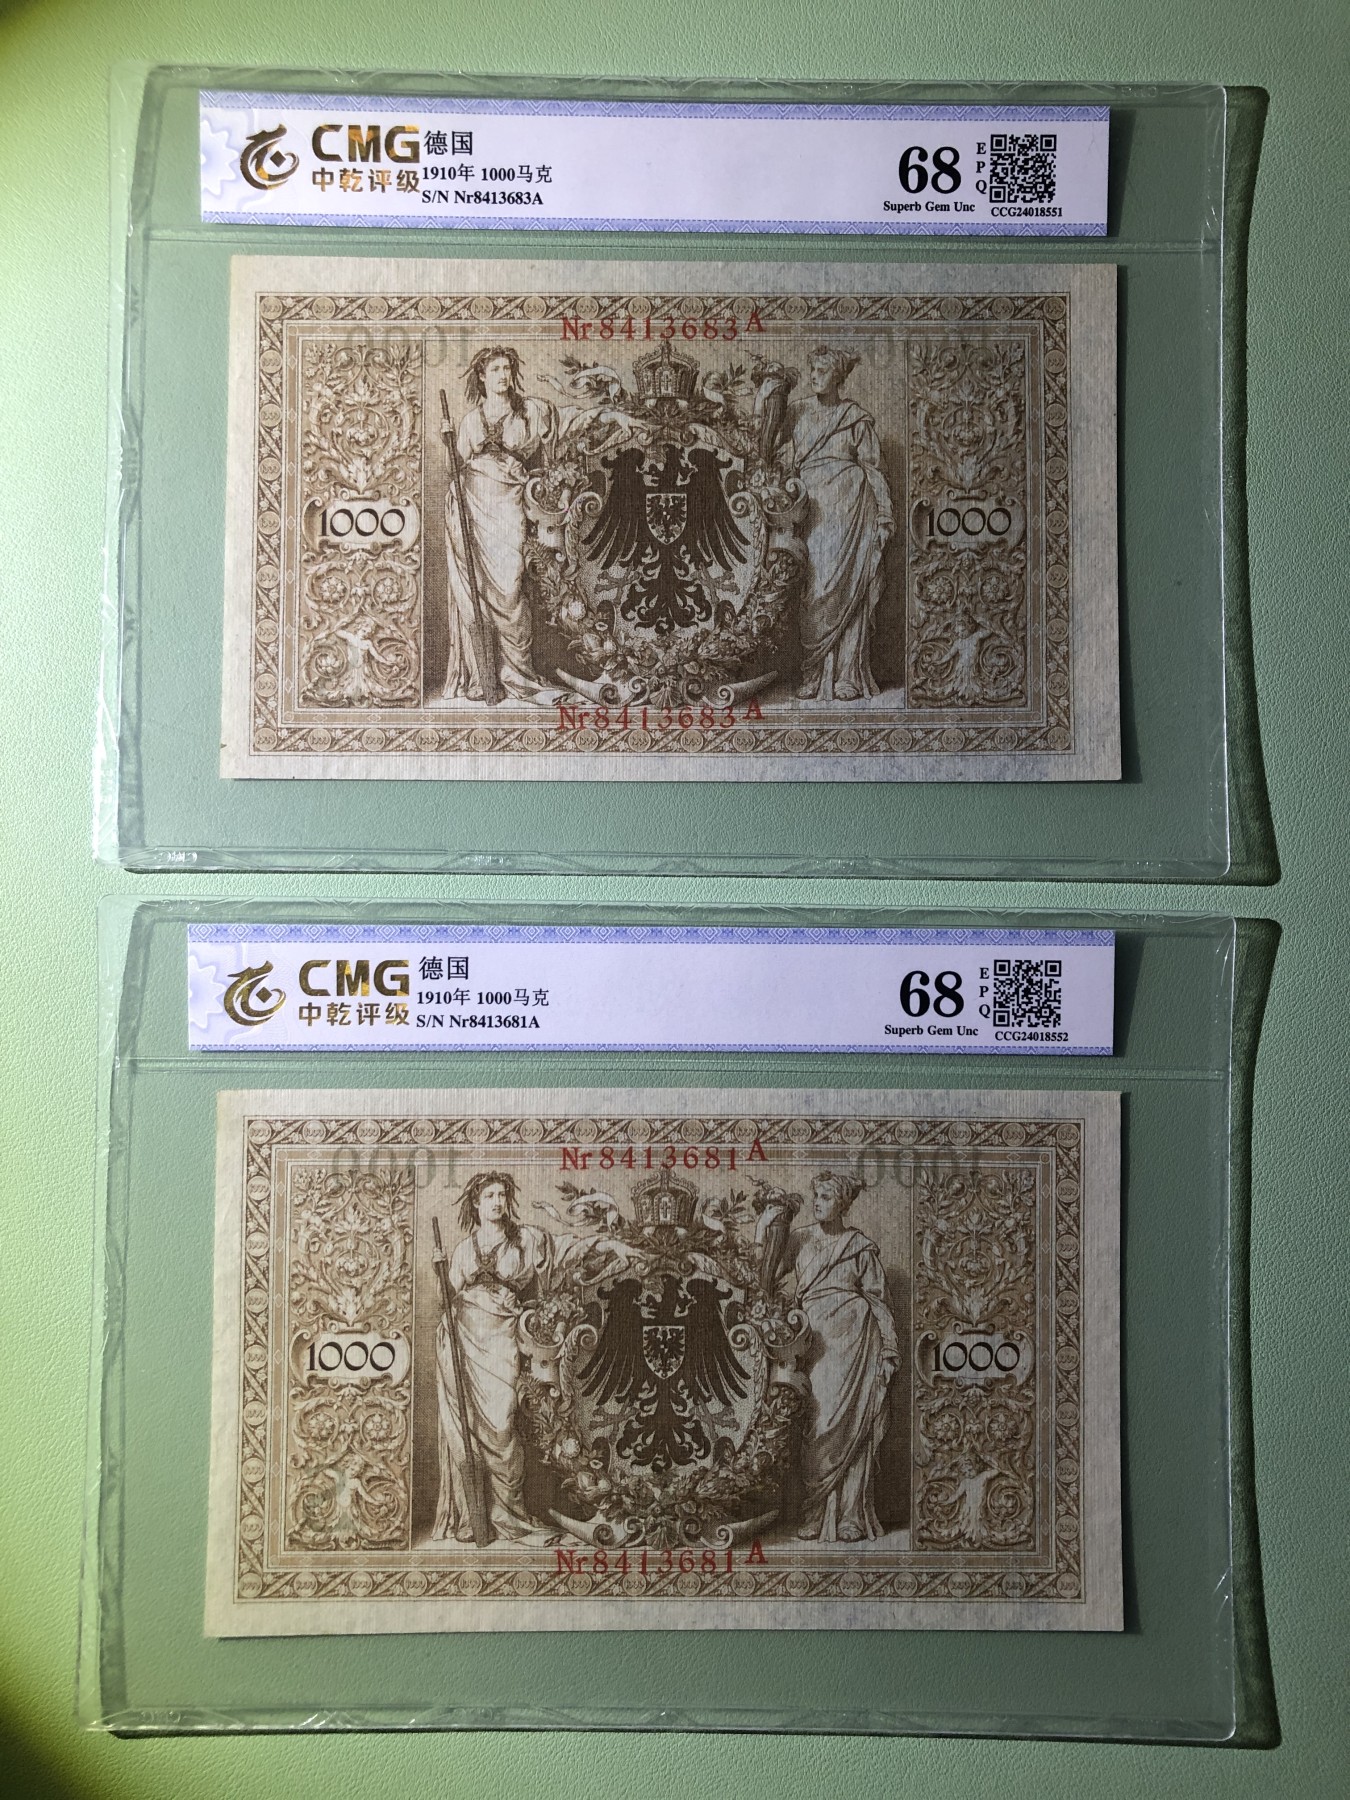 CMG
中乾评级
德国
1910年 1000马克
S/N Nr8413683A
68
EPQ
Superb Gem Unc
CCG24018551
Nr8413683A
1000
1000
Nr8413683A
CMG
中乾评级
德国
1910年 1000马克
S/N Nr8413681A
68
EPQ
Superb Gem Unc
CCG24018552
Nr8413681A
1000
1000
Nr8413681A